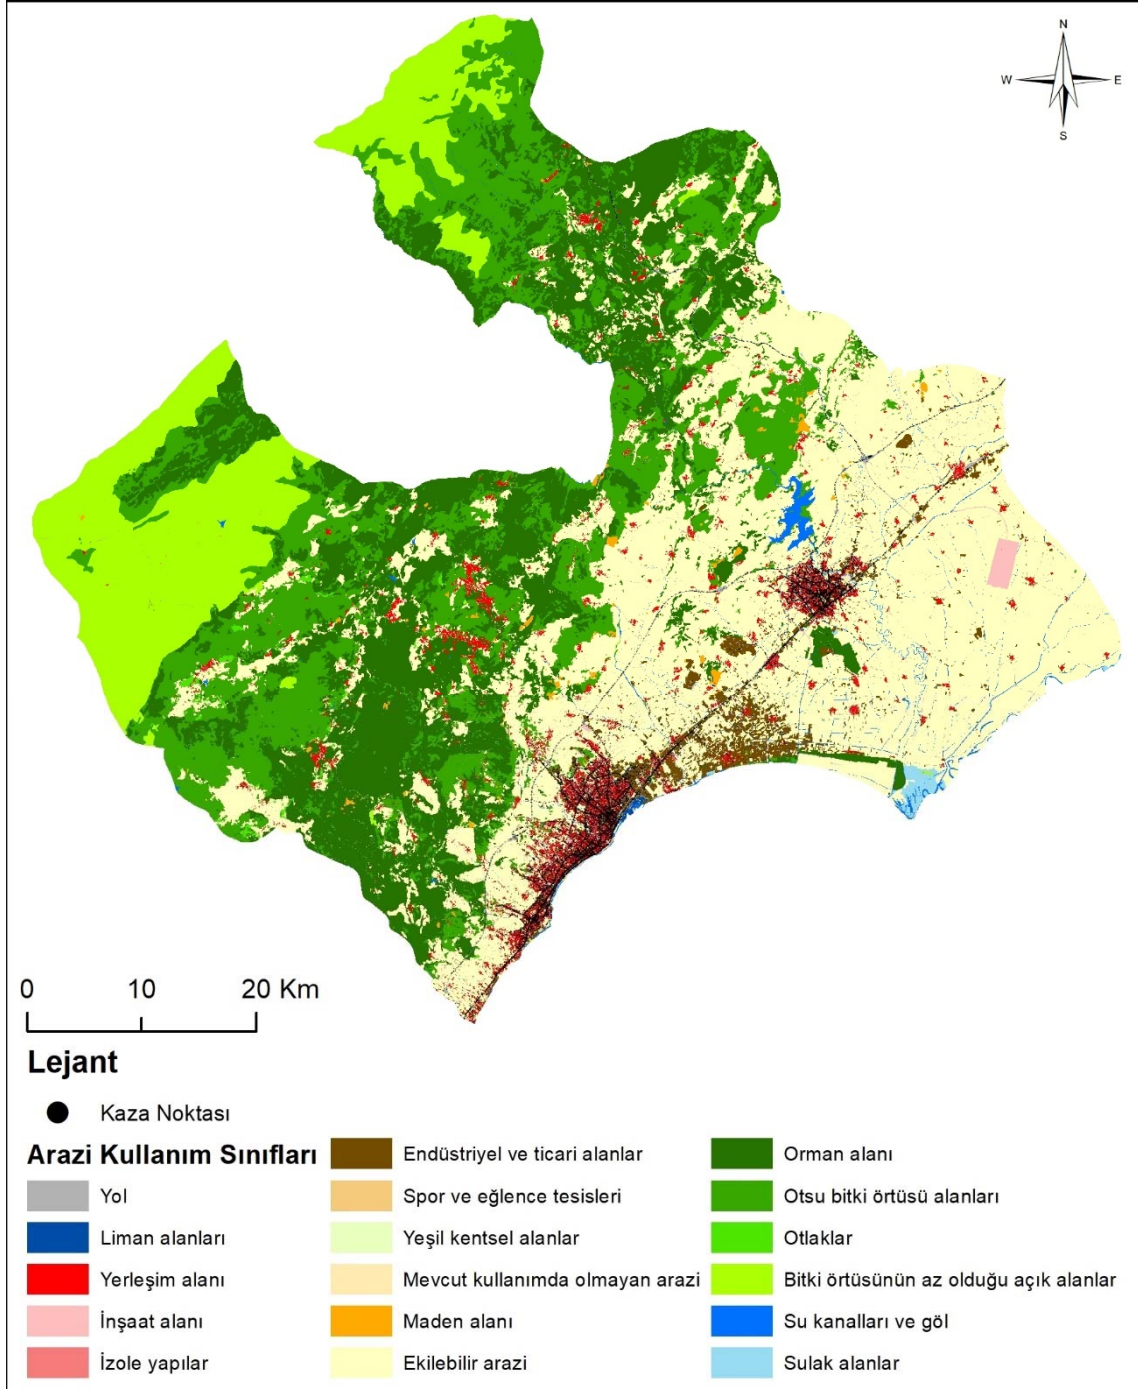 N
W E
S
0 10 20 Km
Lejant
Kaza Noktası
Arazi Kullanım Sınıfları
Yol
Liman alanları
Yerleşim alanı
İnşaat alanı
İzole yapılar
Endüstriyel ve ticari alanlar
Spor ve eğlence tesisleri
Yeşil kentsel alanlar
Mevcut kullanımda olmayan arazi
Maden alanı
Ekilebilir arazi
Orman alanı
Otsu bitki örtüsü alanları
Otlaklar
Bitki örtüsünün az olduğu açık alanlar
Su kanalları ve göl
Sulak alanlar